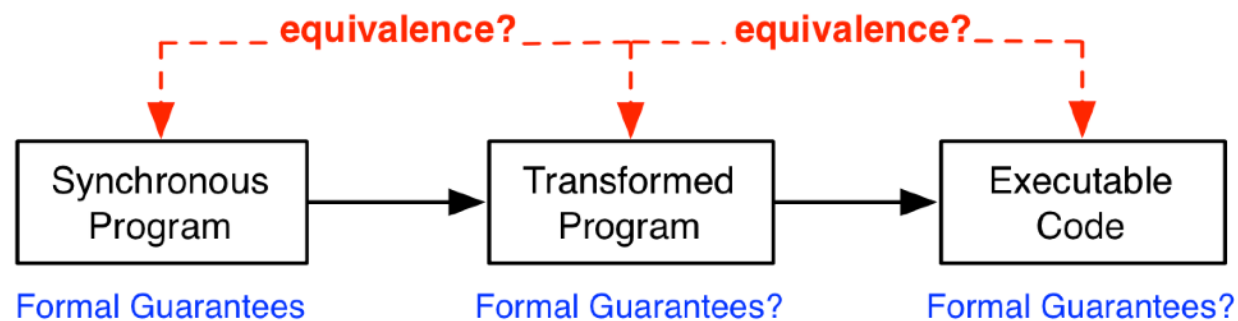 equivalence? equivalence?
Synchronous Program
Transformed Program
Executable Code
Formal Guarantees
Formal Guarantees?
Formal Guarantees?